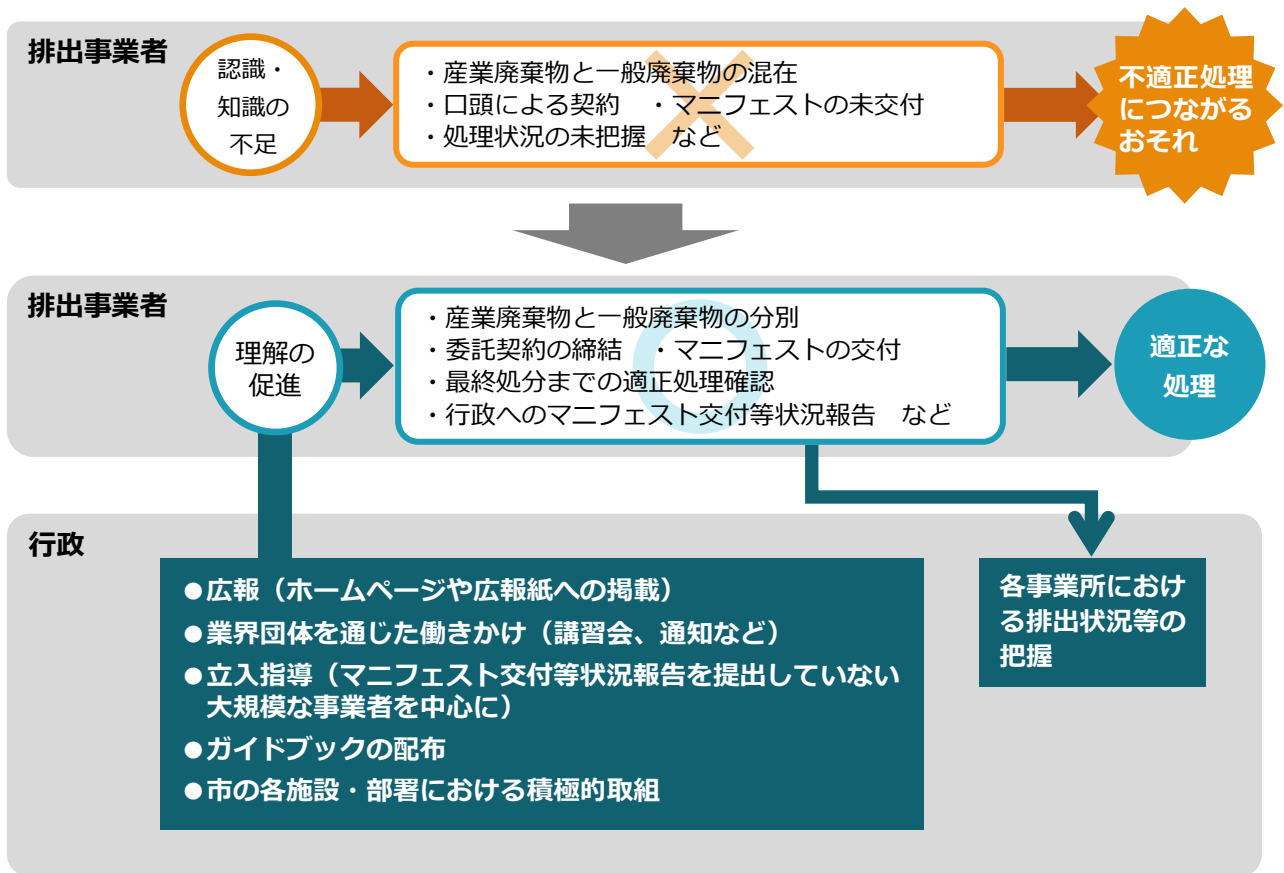 排出事業者
認識・
知識の
不足
・産業廃棄物と一般廃棄物の混在
・口頭による契約　・マニフェストの未交付
・処理状況の未把握　など
不適正処理
につながる
おそれ
排出事業者
理解の
促進
・産業廃棄物と一般廃棄物の分別
・委託契約の締結　・マニフェストの交付
・最終処分までの適正処理確認
・行政へのマニフェスト交付等状況報告　など
適正な
処理
行政
●広報（ホームページや広報紙への掲載）
●業界団体を通じた働きかけ（講習会、通知など）
●立入指導（マニフェスト交付等状況報告を提出していない
大規模な事業者を中心に）
●ガイドブックの配布
●市の各施設・部署における積極的取組
各事業所におけ
る排出状況等の
把握